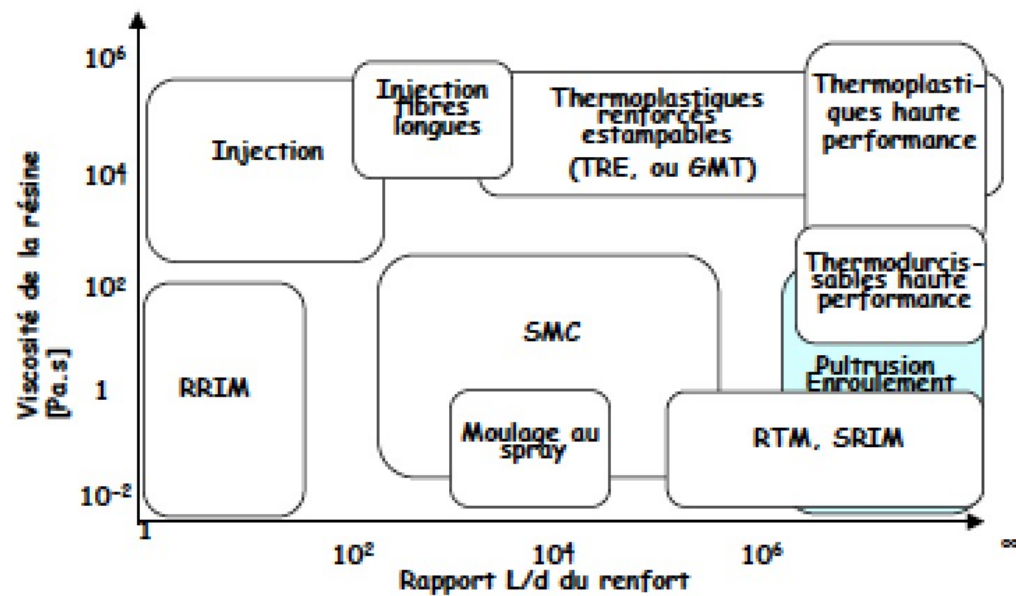 10⁶
10⁴
10²
1
10⁻²
Viscosité de la résine
[Pa.s]
Injection
Injection
fibres
longues
Thermoplastiques
renforcés
estampables
(TRE, ou GMT)
Thermoplasti-
ques haute
performance
Thermodurcis-
sables haute
performance
RRIM
SMC
Pultrusion
Enroulement
Moulage au
spray
RTM, SRIM
1
10²
10⁴
10⁶
∞
Rapport L/d du renfort